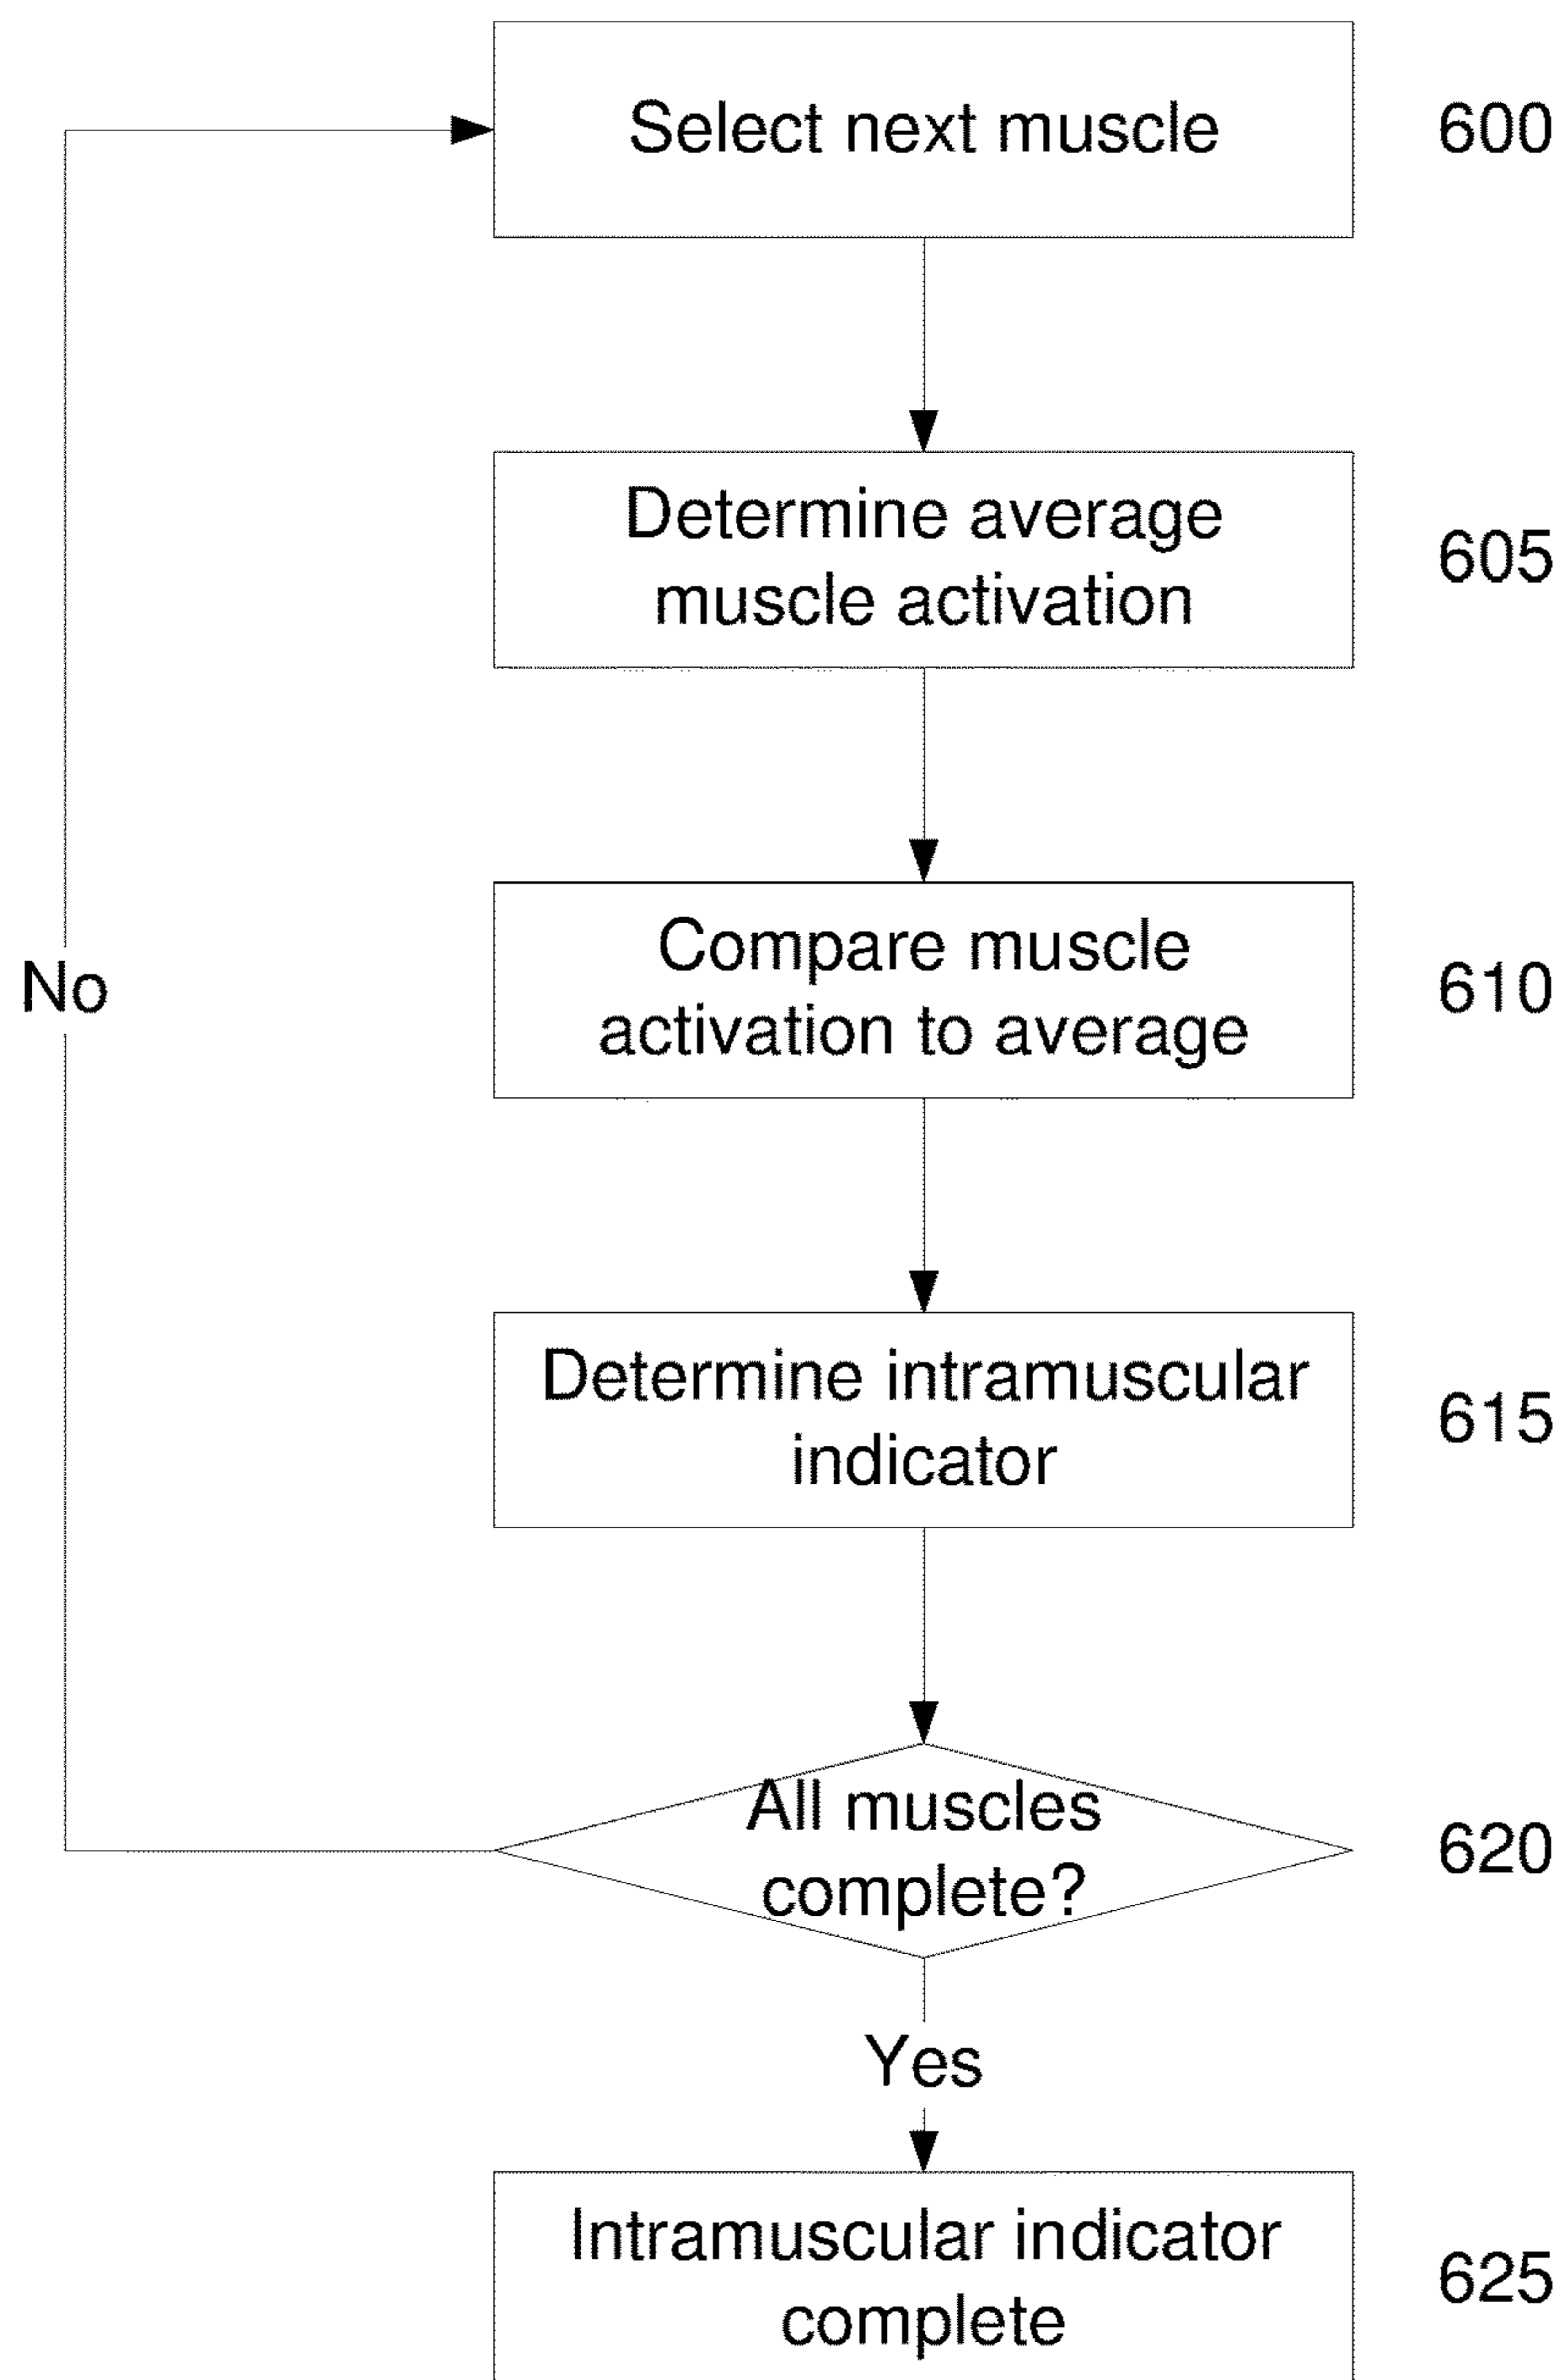 Select next muscle
600
Determine average
muscle activation
605
Compare muscle
activation to average
610
No
Determine intramuscular
indicator
615
All muscles
complete?
620
Yes
Intramuscular indicator
complete
625